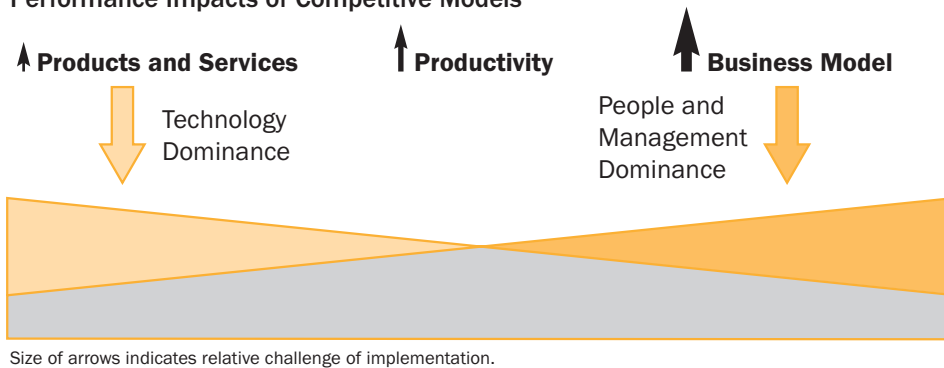 Performance Impacts of Competitive Models
Products and Services
Productivity
Business Model
Technology
Dominance
People and
Management
Dominance
Size of arrows indicates relative challenge of implementation.